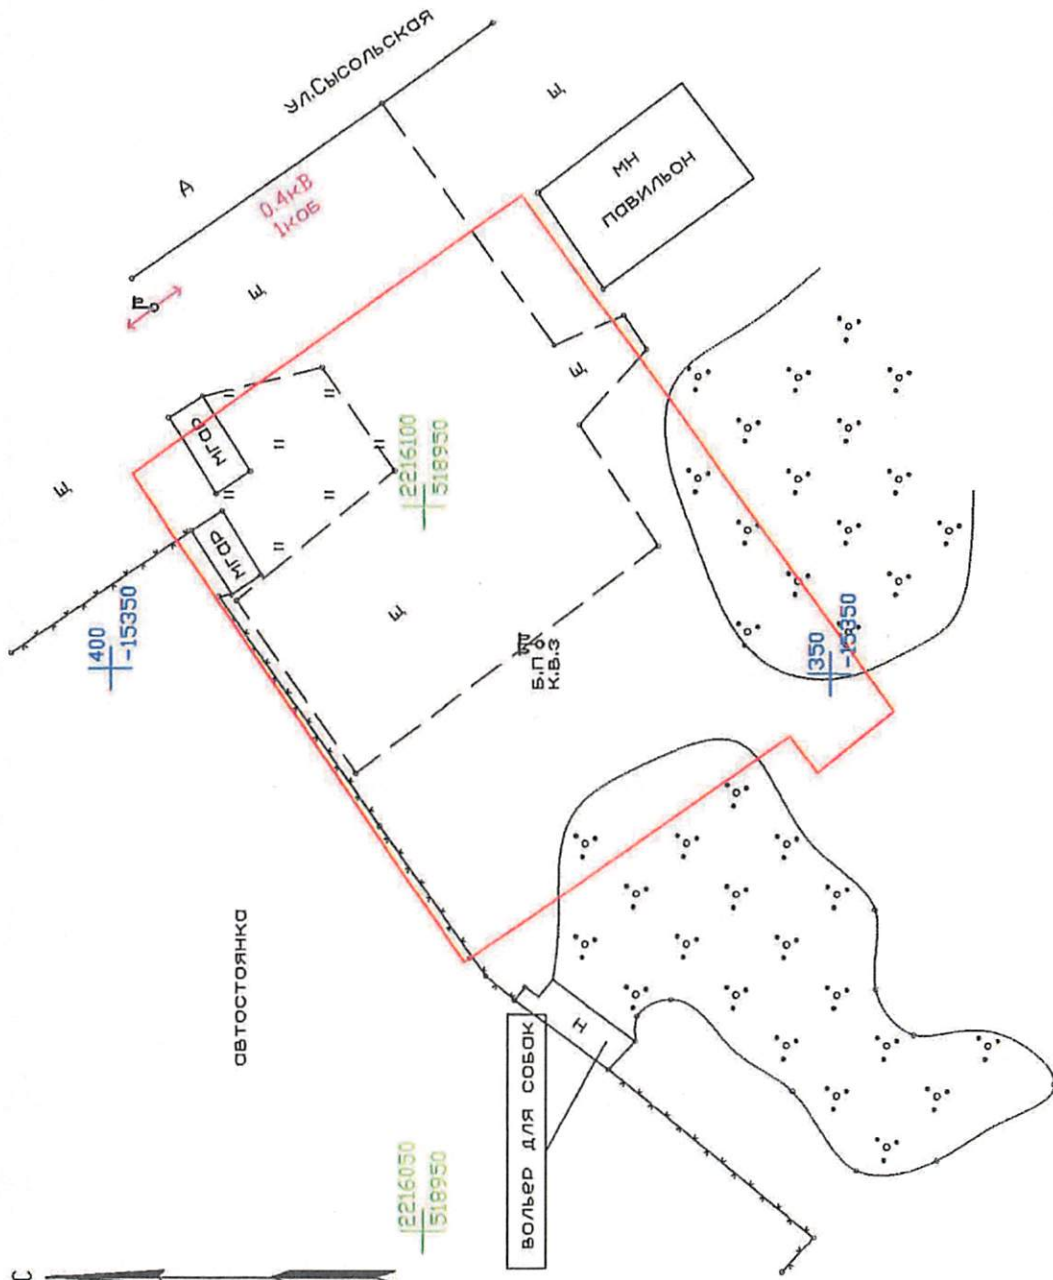 ул.Сысольская
А
0.4кВ
1коб
Щ
Щ
Щ
Щ
Щ
мн
павильон
мгар
мгар
|400
-15350
|2216100
518950
Б.П
К.В.З
|350
-15350
автостоянка
Н
вольер для собак
|2216050
518950
С